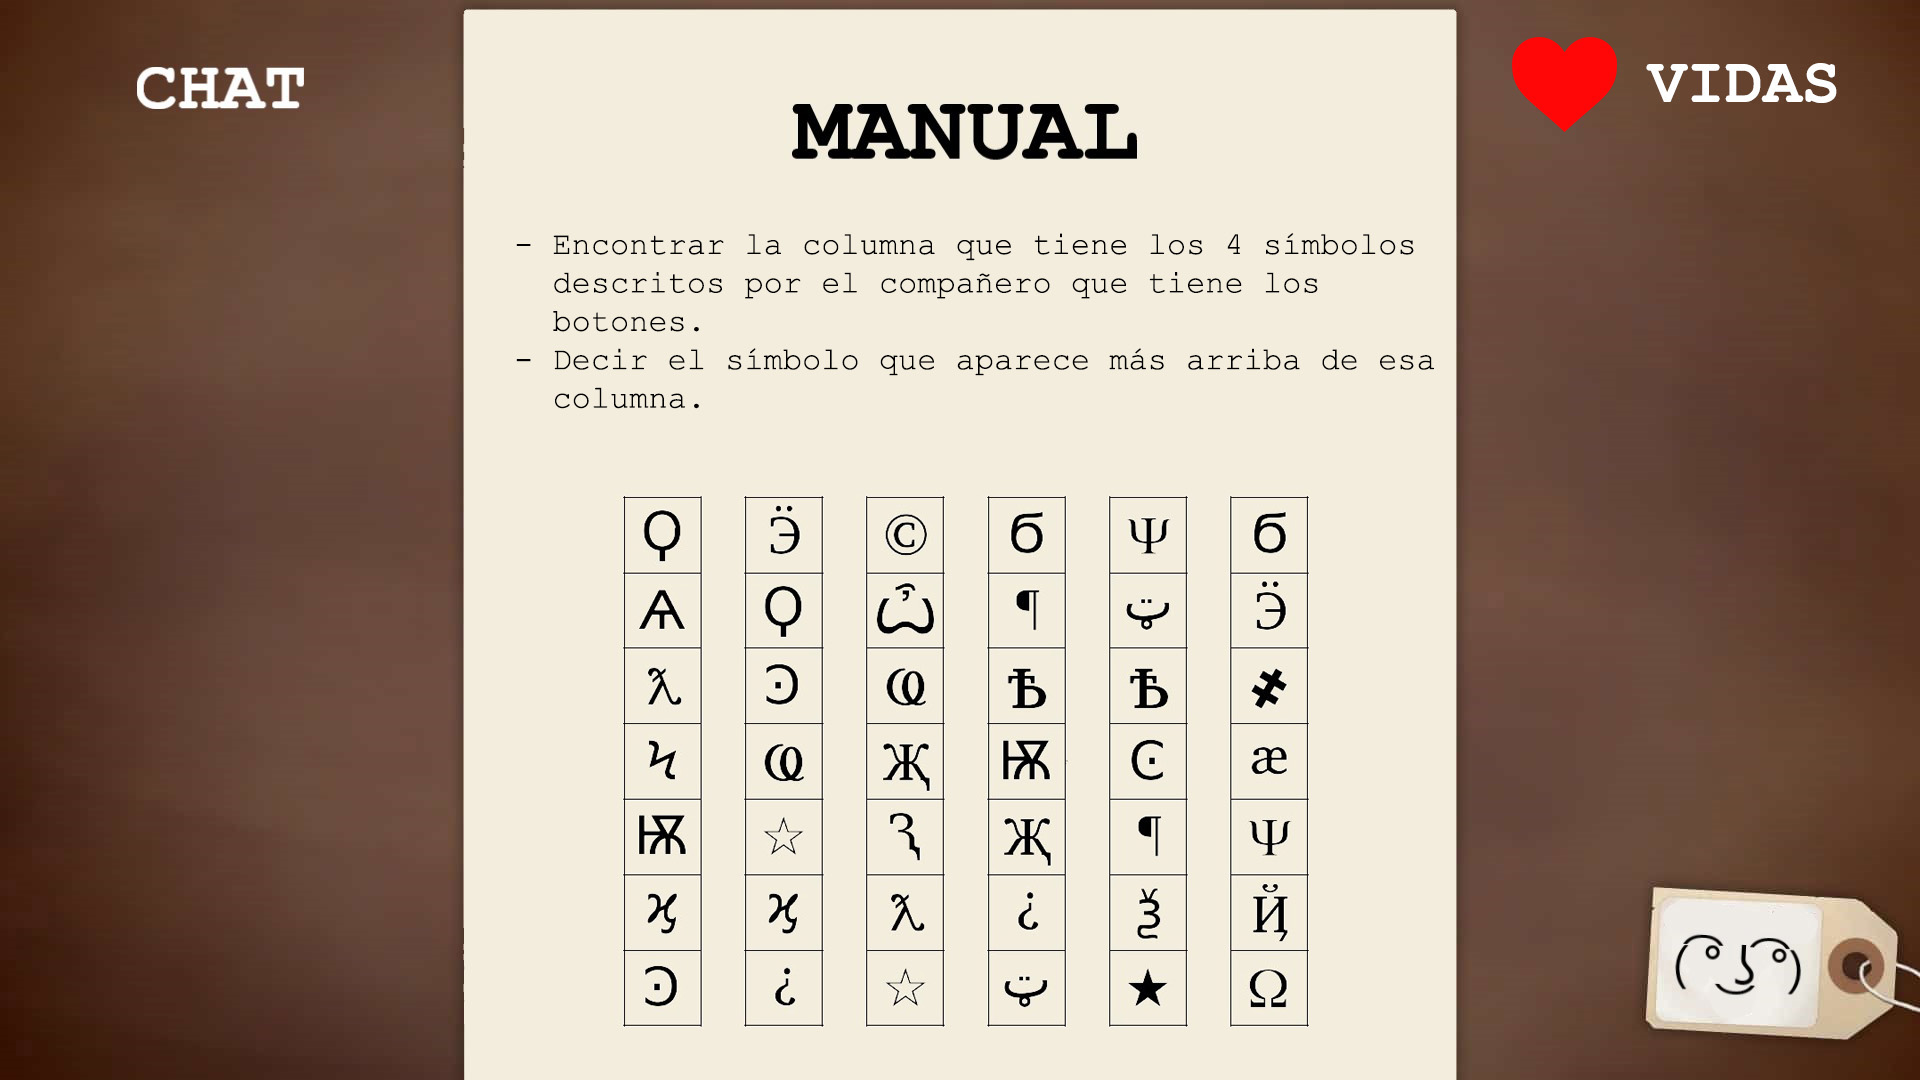 CHAT
VIDAS
MANUAL
- Encontrar la columna que tiene los 4 símbolos
descritos por el compañero que tiene los
botones.
- Decir el símbolo que aparece más arriba de esa
columna.
Ϙ Ӭ © Ϭ Ψ Ϭ
Ѧ Ϙ Ѽ ¶ ټ Ӭ
ƛ Ͽ Ҩ Ѣ Ѣ ҂
Ϟ Ҩ Җ Ѭ Ͼ æ
Ѭ ☆ Ԇ Җ ¶ Ψ
ϗ ϗ ƛ ¿ Ѯ Ҋ
Ͽ ¿ ☆ ټ ★ Ω
( ͡° ͜ʖ ͡°)